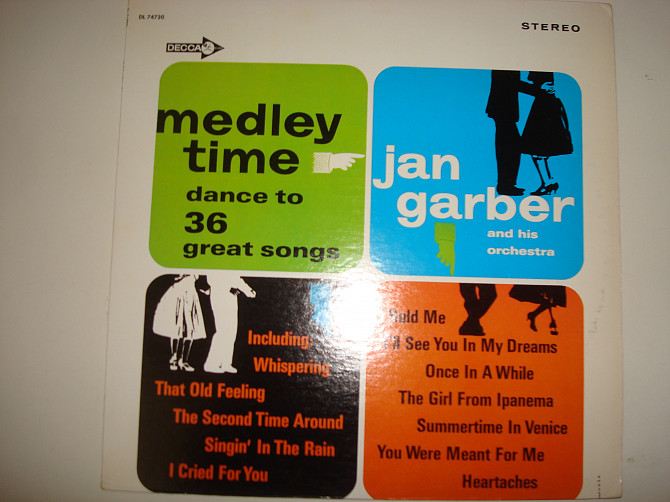 DL 74730
STEREO
DECCA
medley
time
dance to
36
great songs
jan
garber
and his
orchestra
Including
Whispering
That Old Feeling
The Second Time Around
Singin' In The Rain
I Cried For You
Hold Me
I'll See You In My Dreams
Once In A While
The Girl From Ipanema
Summertime In Venice
You Were Meant For Me
Heartaches